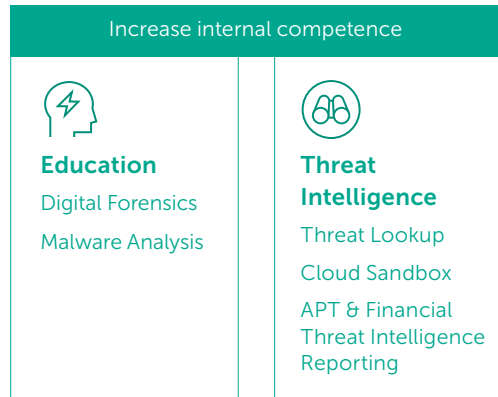 Increase internal competence
Education
Digital Forensics
Malware Analysis
Threat
Intelligence
Threat Lookup
Cloud Sandbox
APT & Financial
Threat Intelligence
Reporting